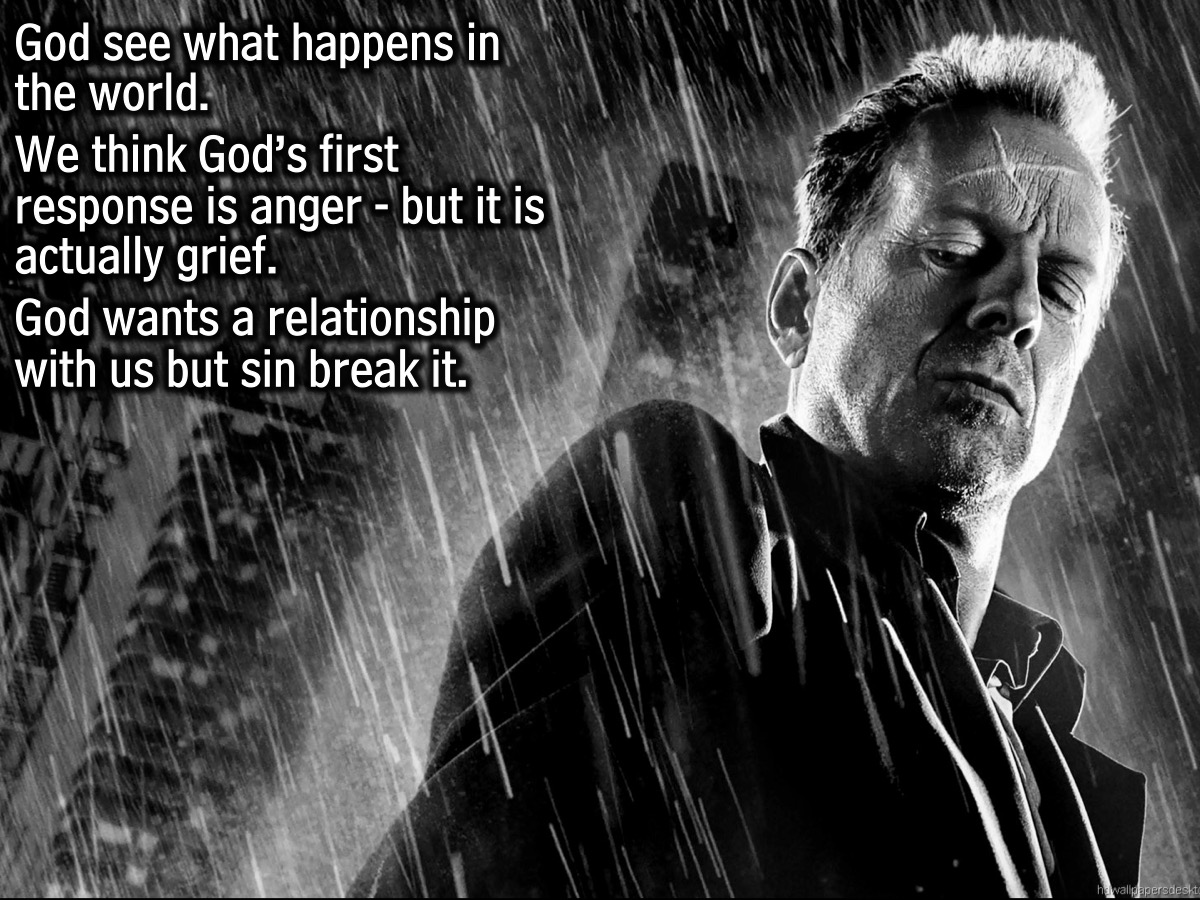 God see what happens in
the world.
We think God’s first
response is anger - but it is
actually grief.
God wants a relationship
with us but sin break it.
hdwallpapersdeskt